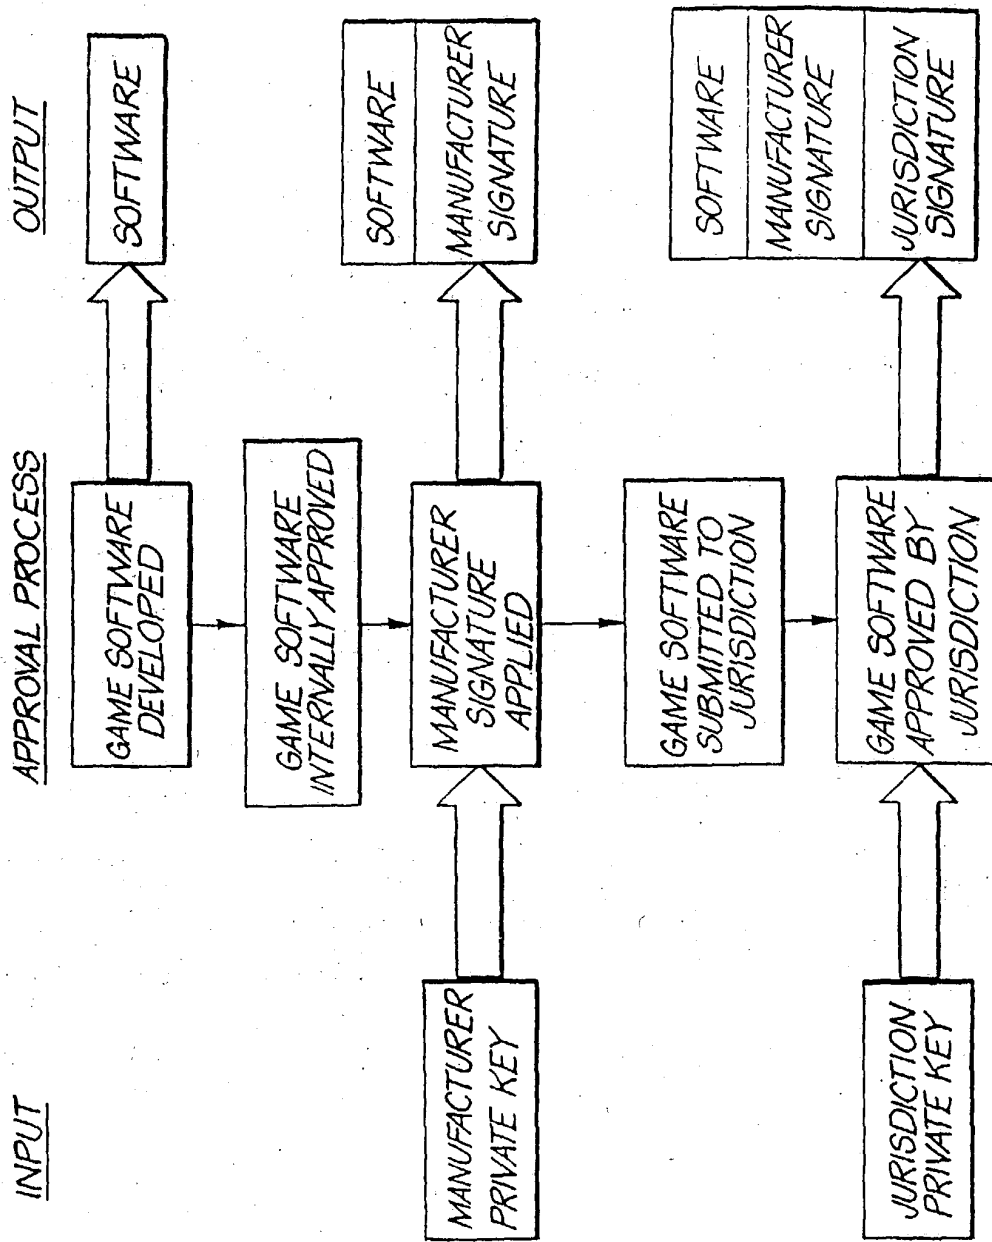 INPUT
APPROVAL PROCESS
OUTPUT
GAME SOFTWARE
DEVELOPED
SOFTWARE
GAME SOFTWARE
INTERNALLY APPROVED
MANUFACTURER
PRIVATE KEY
MANUFACTURER
SIGNATURE
APPLIED
SOFTWARE
MANUFACTURER
SIGNATURE
GAME SOFTWARE
SUBMITTED TO
JURISDICTION
JURISDICTION
PRIVATE KEY
GAME SOFTWARE
APPROVED BY
JURISDICTION
SOFTWARE
MANUFACTURER
SIGNATURE
JURISDICTION
SIGNATURE